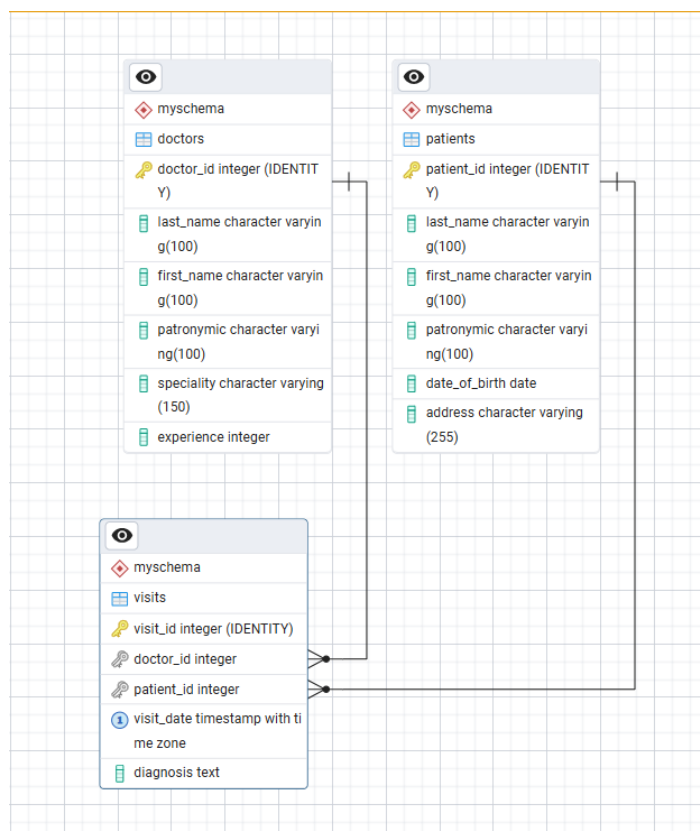 myschema
doctors
doctor_id integer (IDENTIT
Y)
last_name character varyin
g(100)
first_name character varyin
g(100)
patronymic character varyi
ng(100)
speciality character varying
(150)
experience integer
myschema
patients
patient_id integer (IDENTIT
Y)
last_name character varyin
g(100)
first_name character varyin
g(100)
patronymic character varyi
ng(100)
date_of_birth date
address character varying
(255)
myschema
visits
visit_id integer (IDENTITY)
doctor_id integer
patient_id integer
1 visit_date timestamp with ti
me zone
diagnosis text